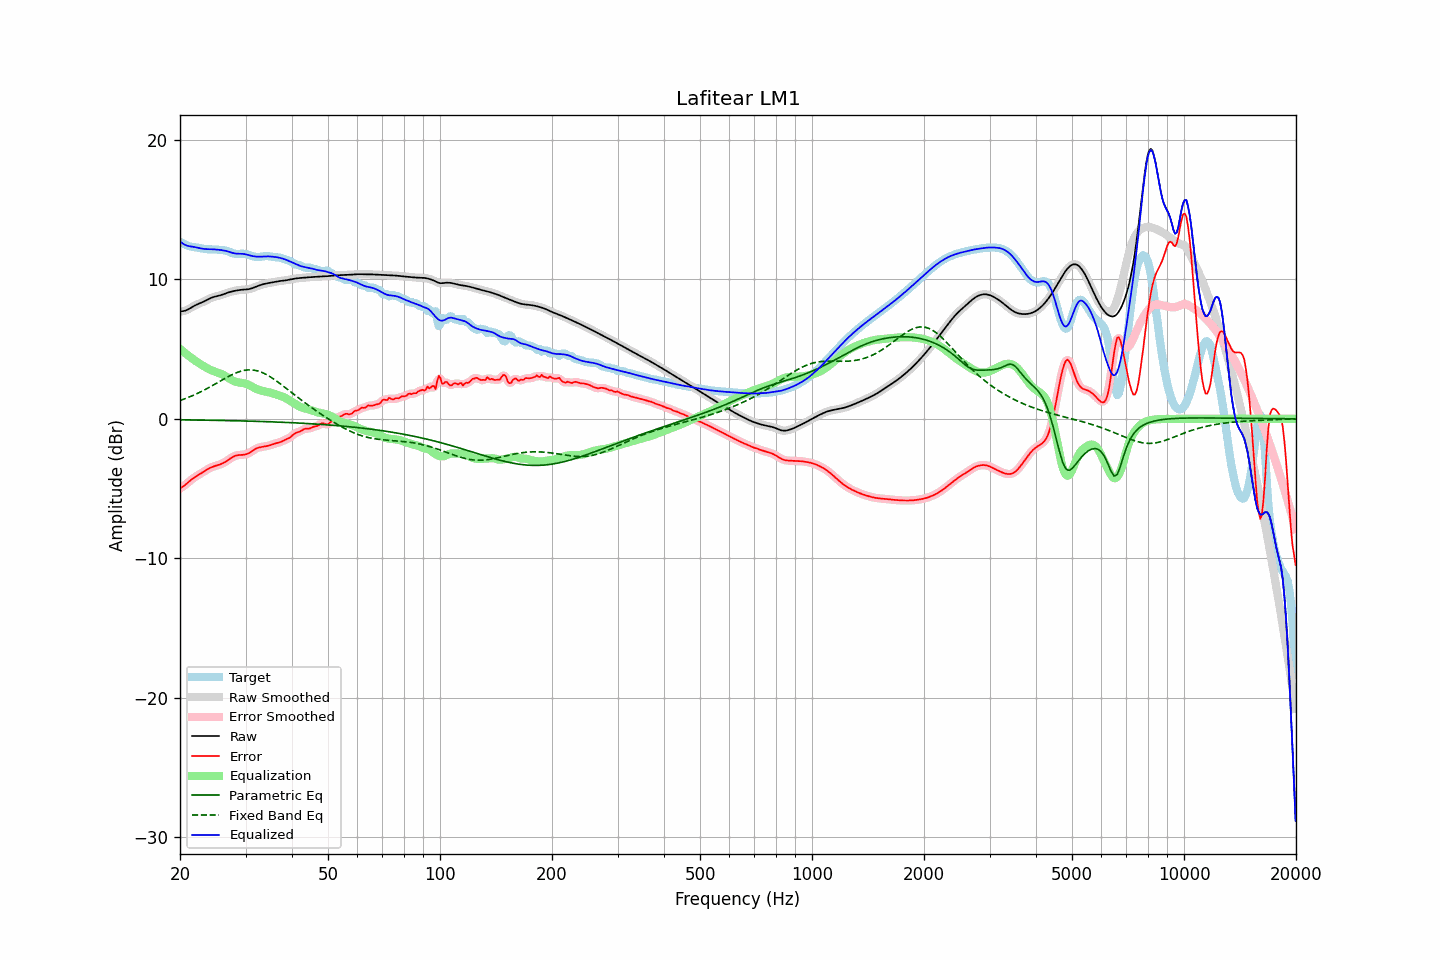 Lafitear LM1
20
10
0
−10
−20
−30
Amplitude (dBr)
Target
Raw Smoothed
Error Smoothed
Raw
Error
Equalization
Parametric Eq
Fixed Band Eq
Equalized
20 50 100 200 500 1000 2000 5000 10000 20000
Frequency (Hz)